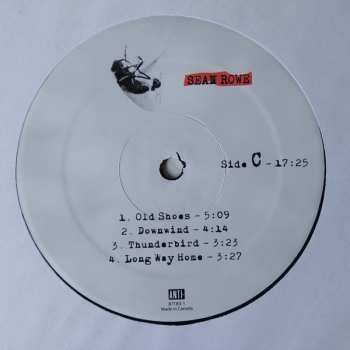 SEAN ROWE
Side C - 17:25
1. Old Shoes - 5:09
2. Downwind - 4:14
3. Thunderbird - 3:23
4. Long Way Home - 3:27
ANTI-
Made in Canada